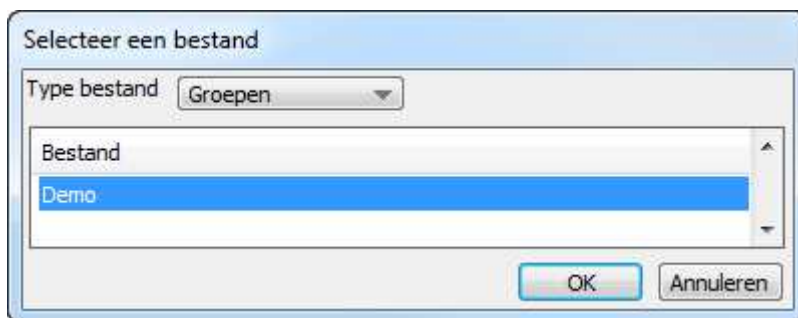 Selecteer een bestand
Type bestand Groepen
Bestand
Demo
OK Annuleren